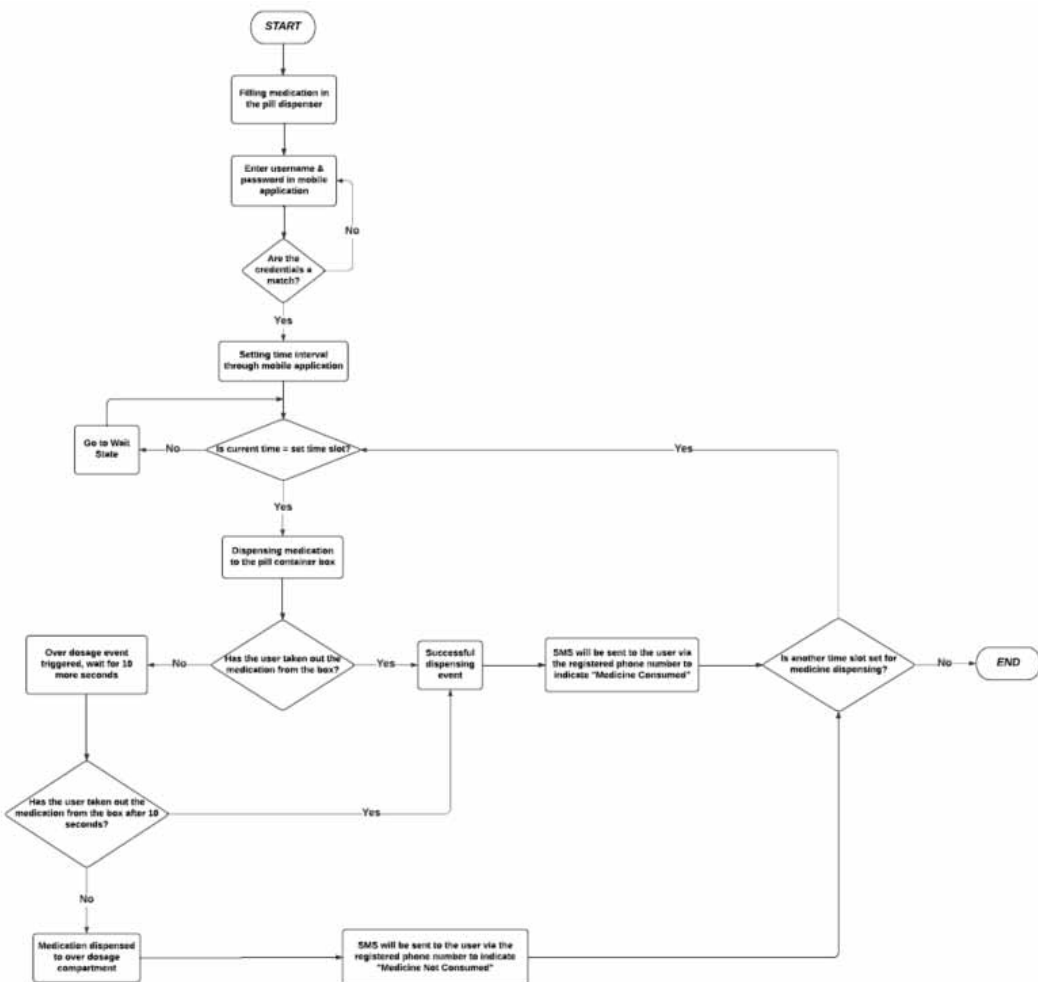 START
Filling medication in
the pill dispenser
Enter username &
password in mobile
application
No
Are the
credentials a
match?
Yes
Setting time interval
through mobile application
Go to Wait
State
No
Is current time = set time slot?
Yes
Yes
Dispensing medication
to the pill container box
Over dosage event
triggered, wait for 10
more seconds
No
Has the user taken out the
medication from the box?
Yes
Successful
dispensing
event
SMS will be sent to the user via
the registered phone number to
indicate "Medicine Consumed"
Is another time slot set for
medicine dispensing?
No
END
Has the user taken out the
medication from the box after 10
seconds?
Yes
No
Medication dispensed
to over dosage
compartment
SMS will be sent to the user via the
registered phone number to indicate
"Medicine Not Consumed"